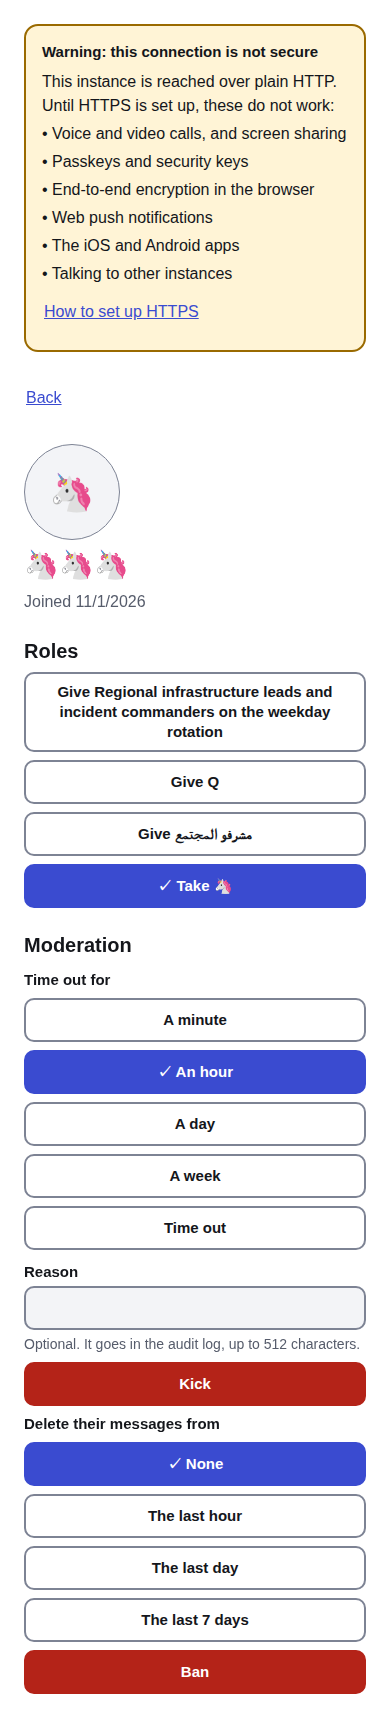 Warning: this connection is not secure
This instance is reached over plain HTTP.
Until HTTPS is set up, these do not work:
• Voice and video calls, and screen sharing
• Passkeys and security keys
• End-to-end encryption in the browser
• Web push notifications
• The iOS and Android apps
• Talking to other instances
How to set up HTTPS
Back
🦄
🦄🦄🦄
Joined 11/1/2026
Roles
Give Regional infrastructure leads and
incident commanders on the weekday
rotation
Give Q
Give مشرفو المجتمع
✓ Take 🦄
Moderation
Time out for
A minute
✓ An hour
A day
A week
Time out
Reason
Optional. It goes in the audit log, up to 512 characters.
Kick
Delete their messages from
✓ None
The last hour
The last day
The last 7 days
Ban